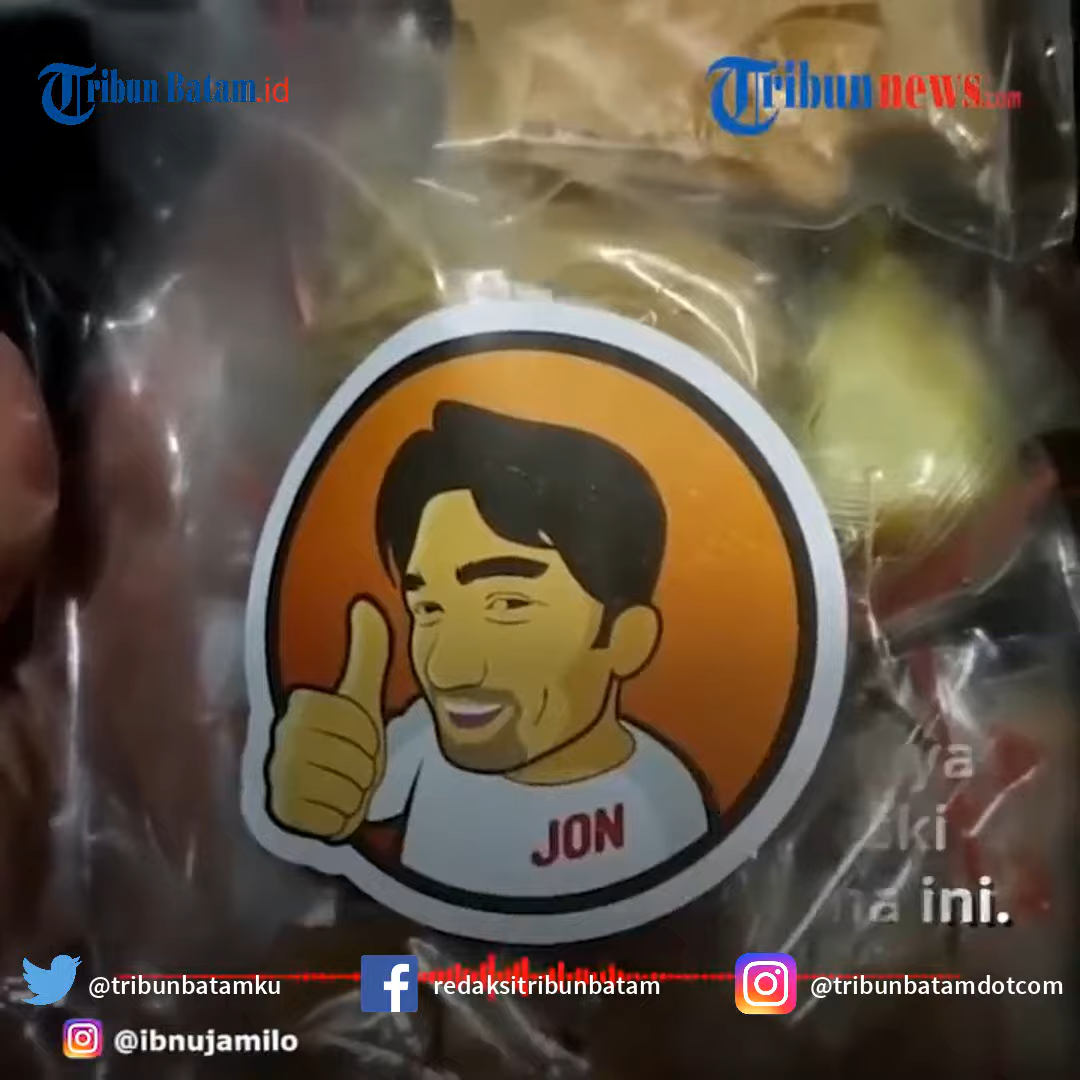 Tribun Batam.id
Tribunnews.com
JON
ini.
@tribunbatamku
redaksitribunbatam
@tribunbatamdotcom
@ibnujamilo